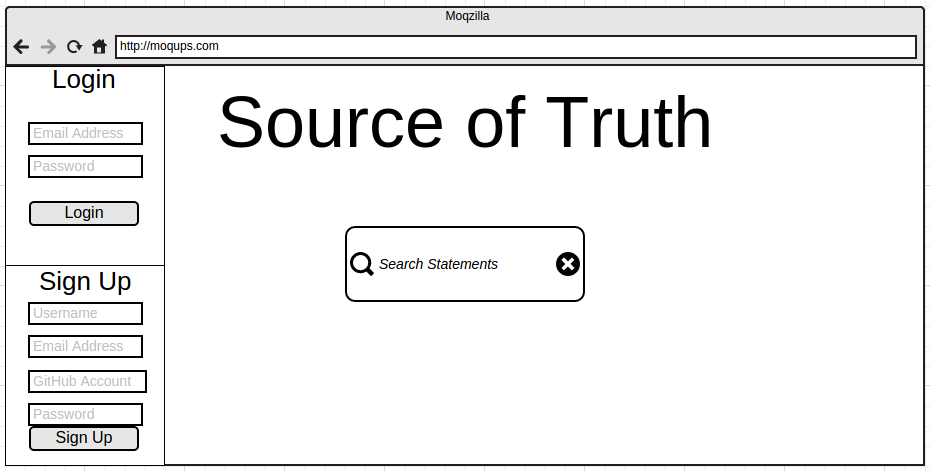 Moqzilla
http://moqups.com
Login
Email Address
Password
Login
Sign Up
Username
Email Address
GitHub Account
Password
Sign Up
Source of Truth
Search Statements